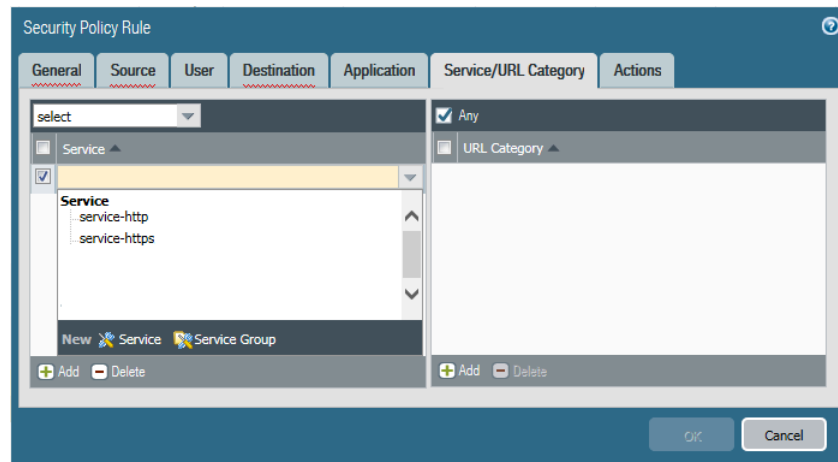 Security Policy Rule
General Source User Destination Application Service/URL Category Actions
select
Any
Service
URL Category
Service
service-http
service-https
New Service Service Group
Add Delete
Add Delete
OK Cancel